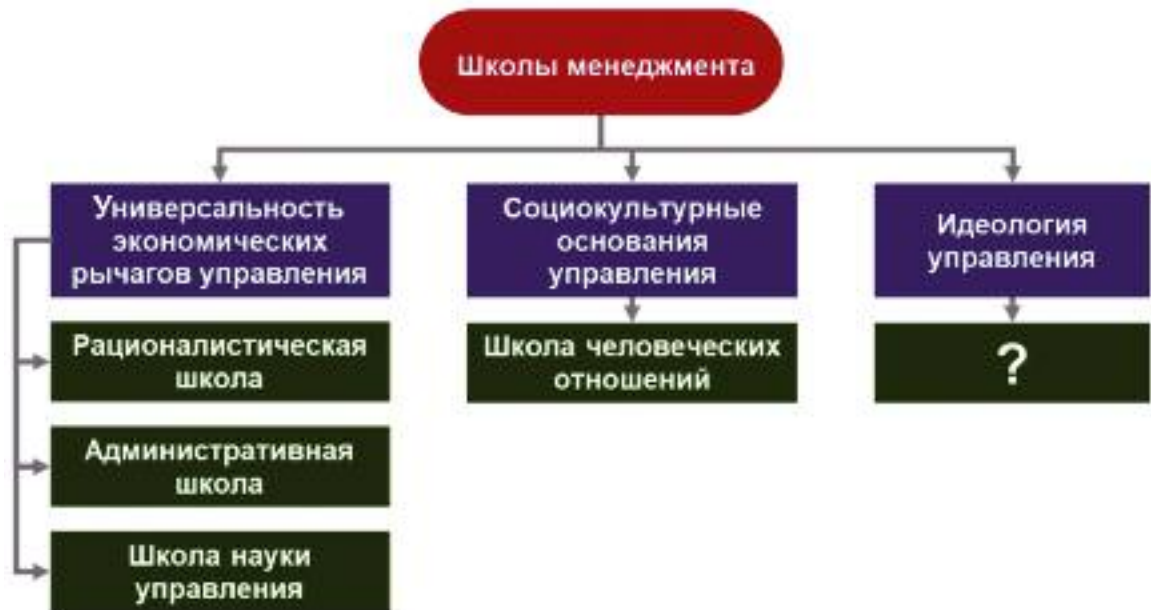 Школы менеджмента
Универсальность
экономических
рычагов управления
Социокультурные
основания
управления
Идеология
управления
Рационалистическая
школа
Школа человеческих
отношений
?
Административная
школа
Школа науки
управления